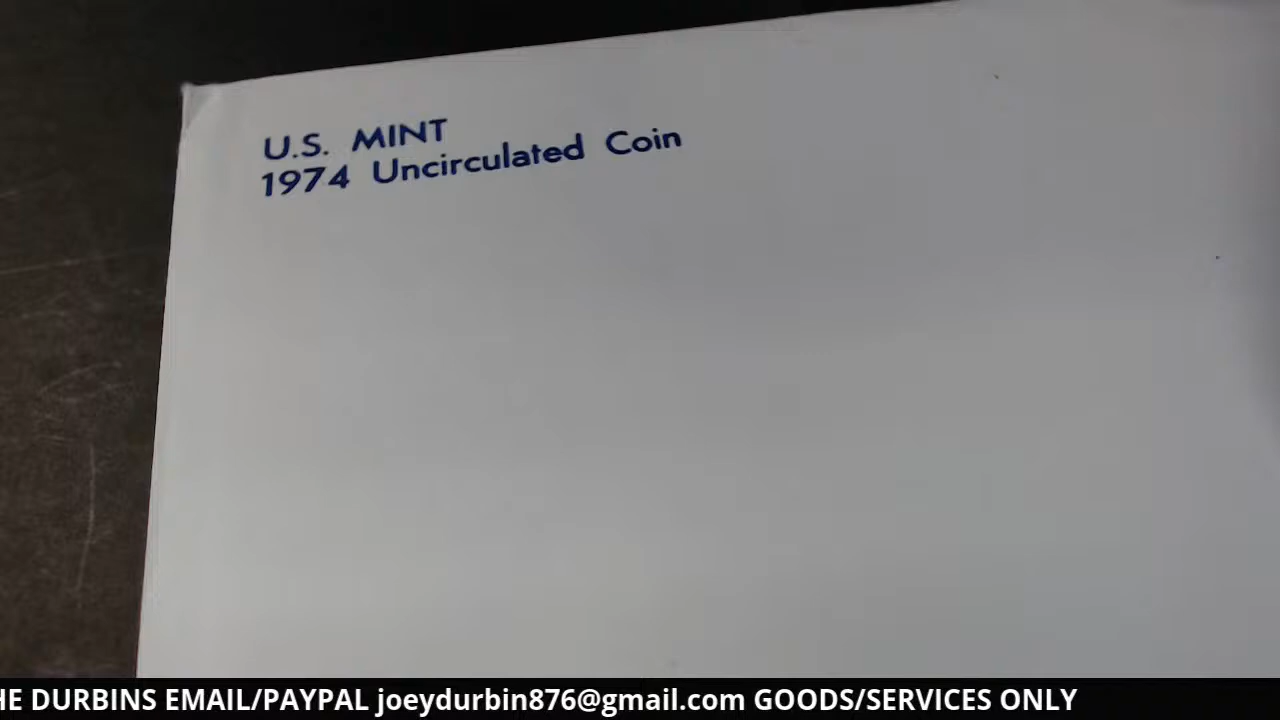 U.S. MINT
1974 Uncirculated Coin
HE DURBINS EMAIL/PAYPAL joeydurbin876@gmail.com GOODS/SERVICES ONLY